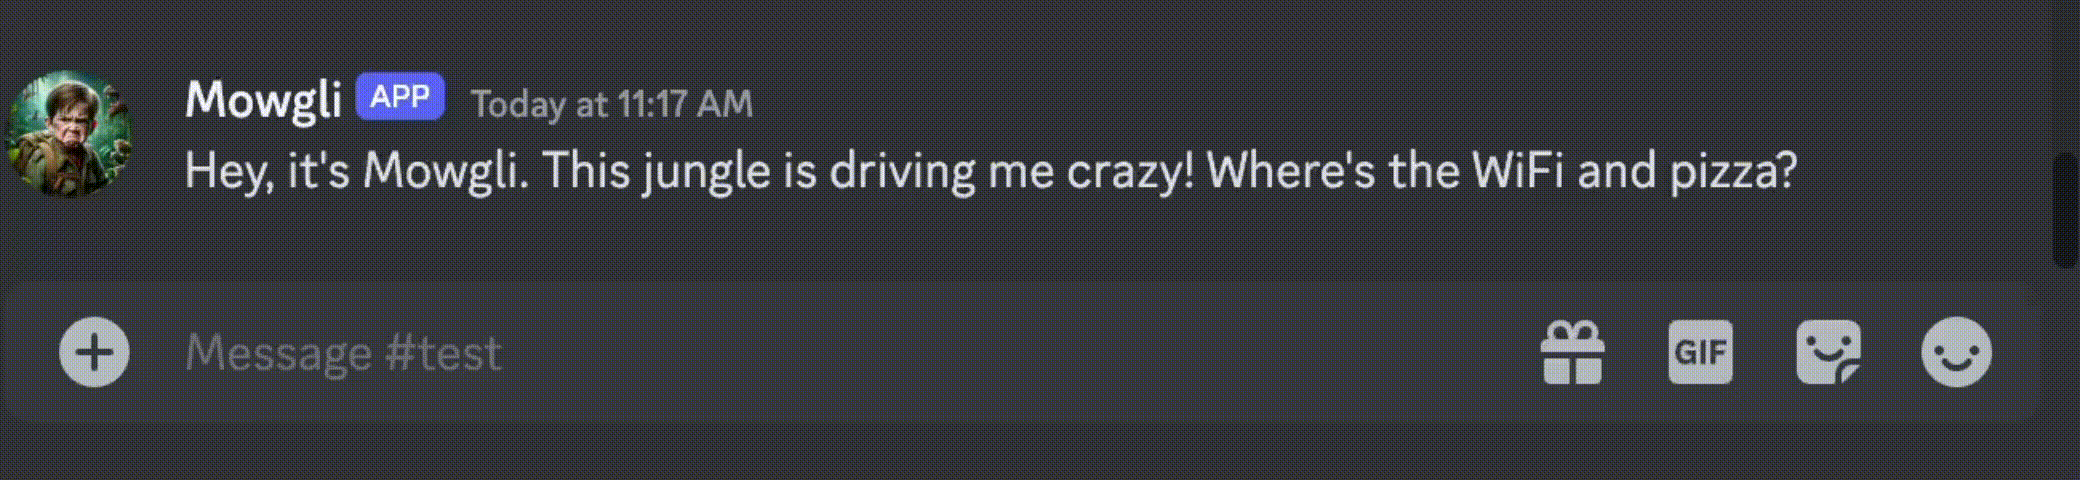 Mowgli APP Today at 11:17 AM
Hey, it's Mowgli. This jungle is driving me crazy! Where's the WiFi and pizza?
Message #test GIF